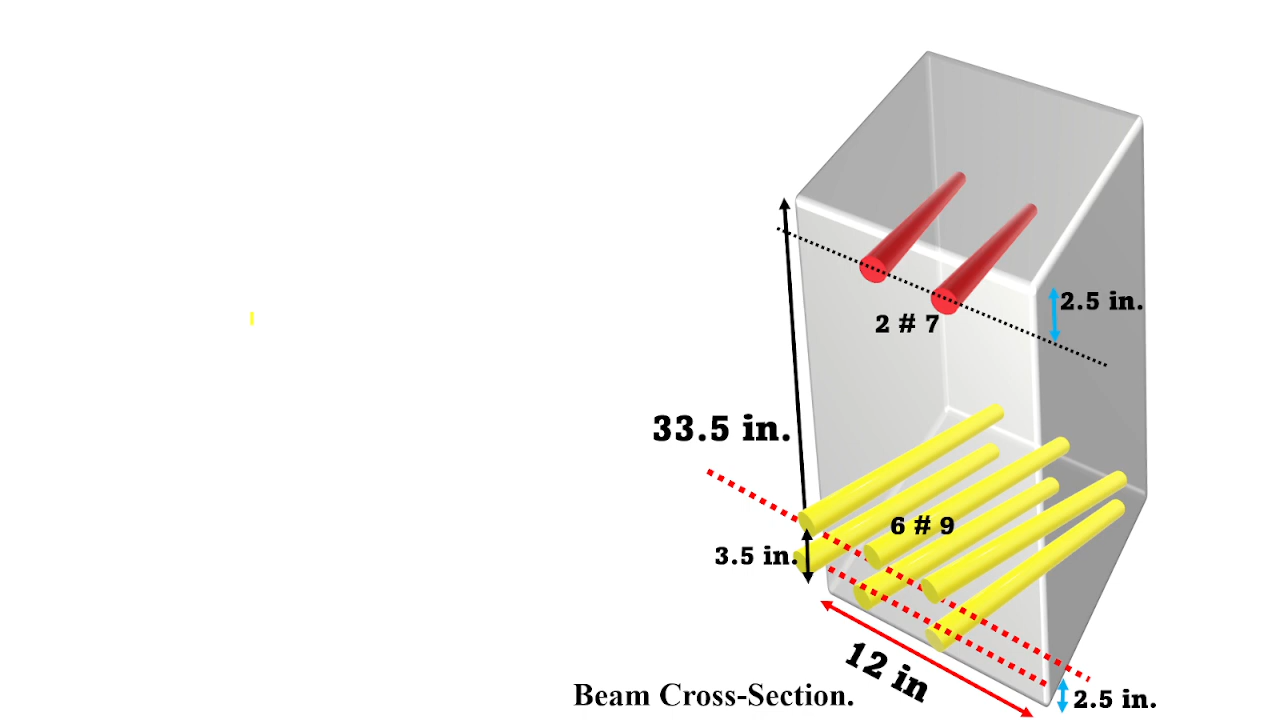 2.5 in.
2 # 7
33.5 in.
6 # 9
3.5 in.
12 in
Beam Cross-Section.
2.5 in.